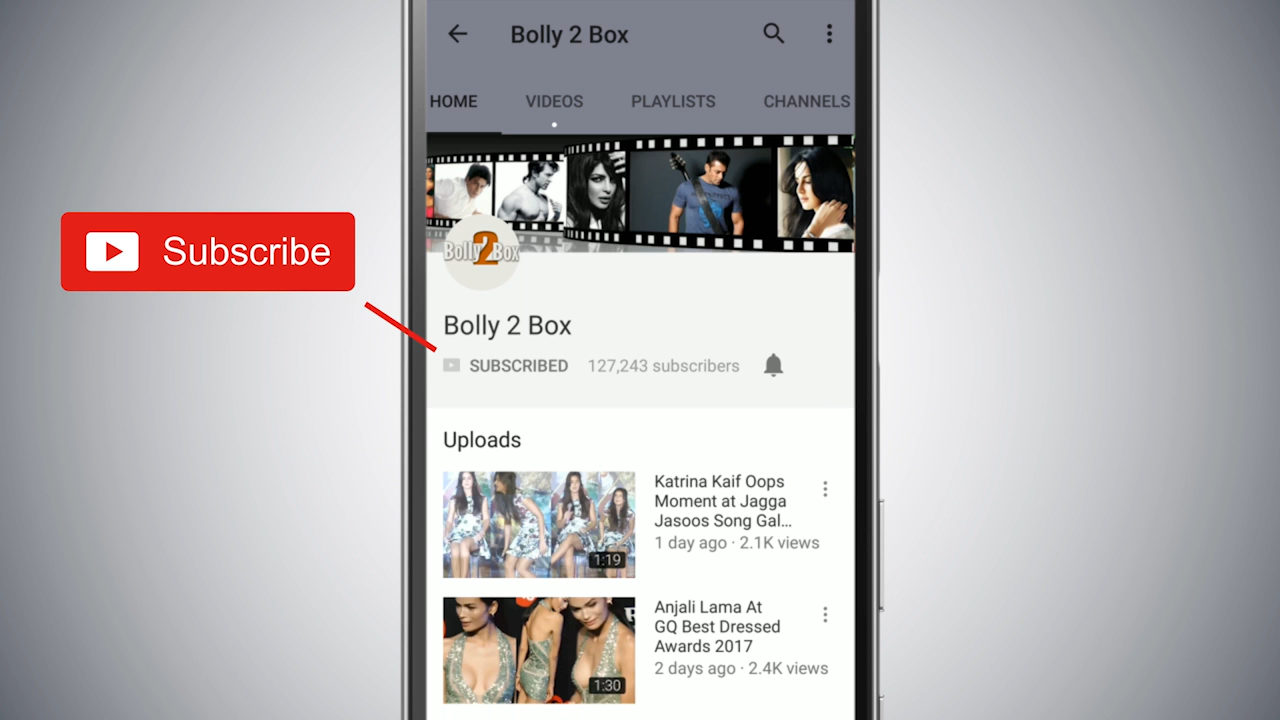 Bolly 2 Box
HOME VIDEOS PLAYLISTS CHANNELS
Bolly 2 Box
Subscribe
Bolly 2 Box
SUBSCRIBED 127,243 subscribers
Uploads
Katrina Kaif Oops
Moment at Jagga
Jasoos Song Gal...
1 day ago · 2.1K views
1:19
Anjali Lama At
GQ Best Dressed
Awards 2017
2 days ago · 2.4K views
1:30